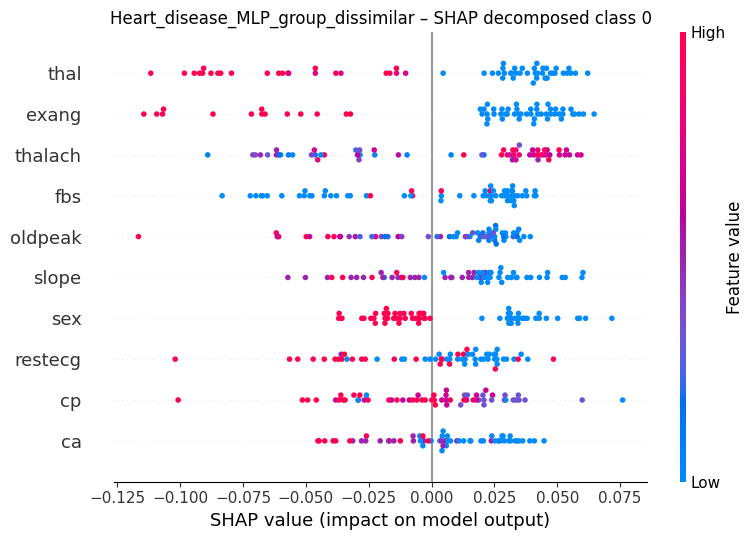 Heart_disease_MLP_group_dissimilar – SHAP decomposed class 0
High
thal
exang
thalach
fbs
oldpeak
slope
sex
restecg
cp
ca
Feature value
Low
−0.125 −0.100 −0.075 −0.050 −0.025 0.000 0.025 0.050 0.075
SHAP value (impact on model output)